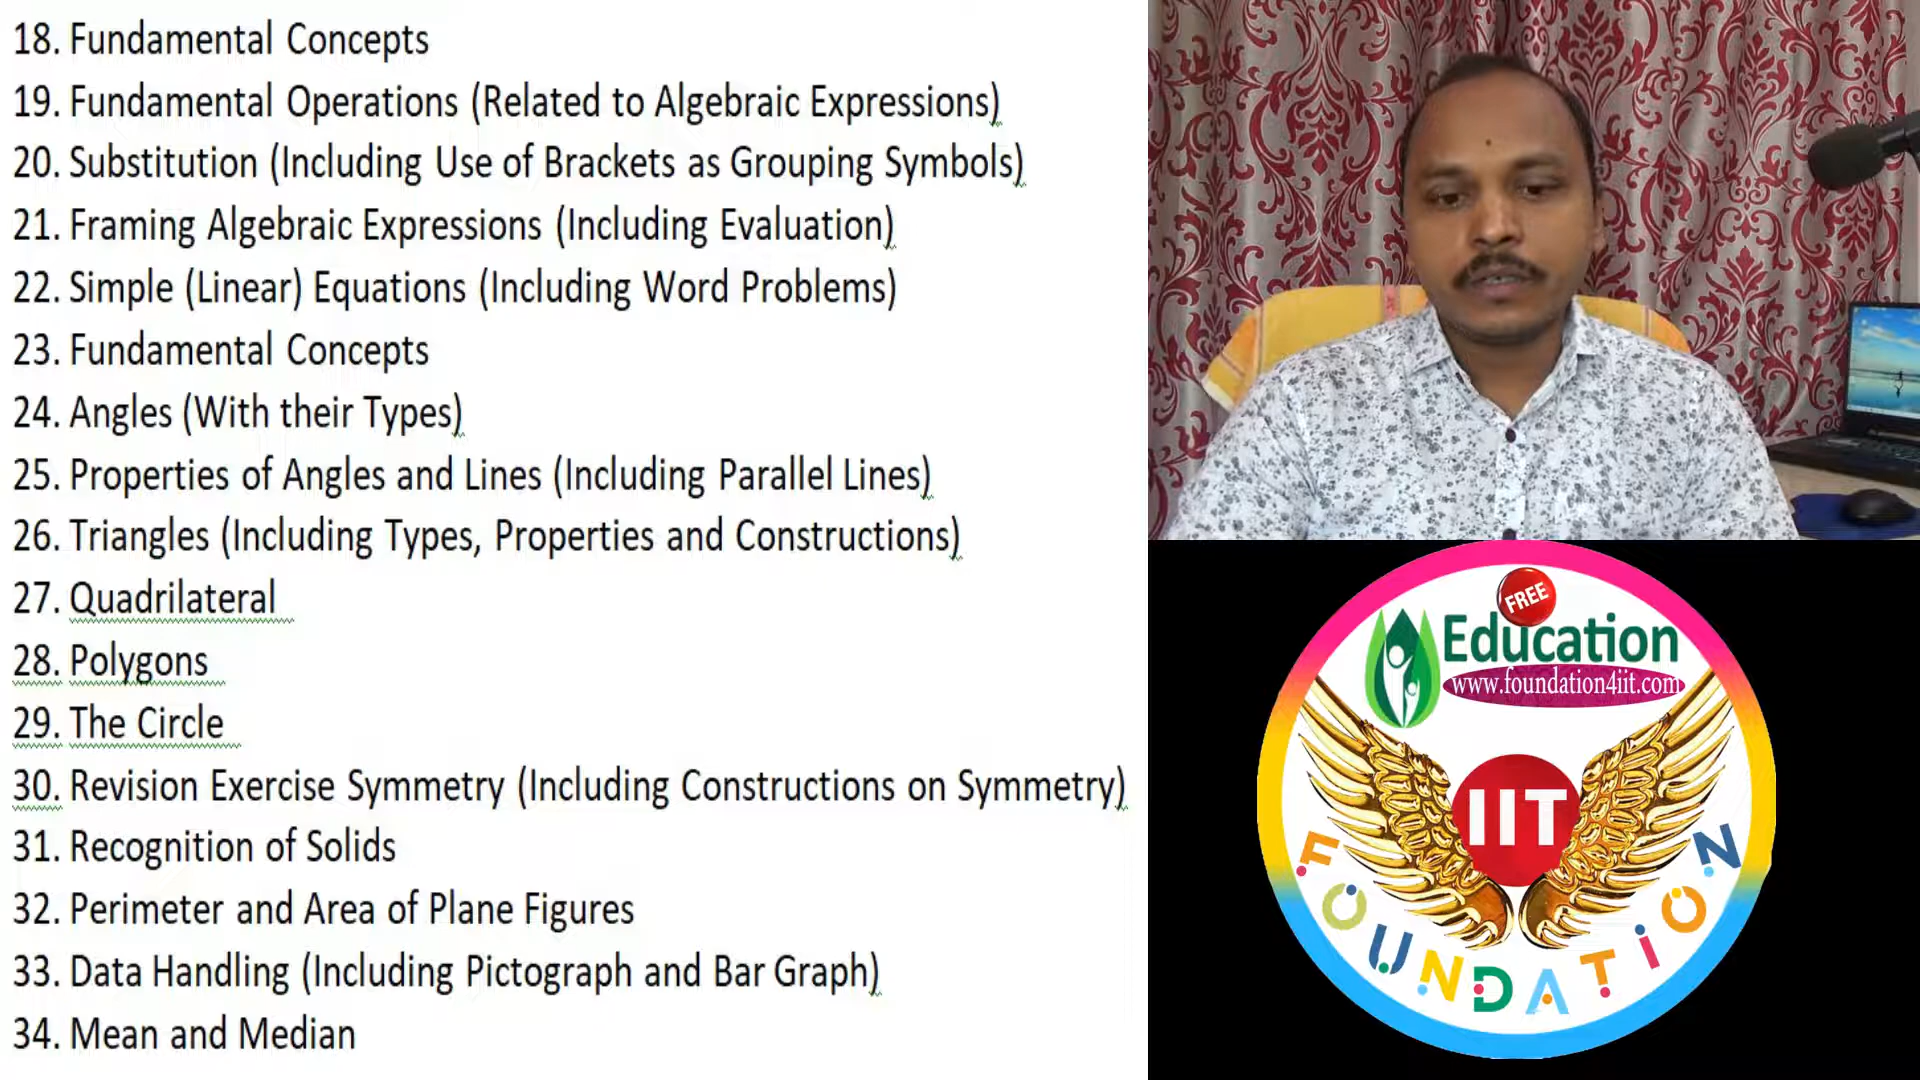 18. Fundamental Concepts
19. Fundamental Operations (Related to Algebraic Expressions)
20. Substitution (Including Use of Brackets as Grouping Symbols)
21. Framing Algebraic Expressions (Including Evaluation)
22. Simple (Linear) Equations (Including Word Problems)
23. Fundamental Concepts
24. Angles (With their Types)
25. Properties of Angles and Lines (Including Parallel Lines)
26. Triangles (Including Types, Properties and Constructions)
27. Quadrilateral
28. Polygons
29. The Circle
30. Revision Exercise Symmetry (Including Constructions on Symmetry)
31. Recognition of Solids
32. Perimeter and Area of Plane Figures
33. Data Handling (Including Pictograph and Bar Graph)
34. Mean and Median
FREE
Education
www.foundation4iit.com
IIT
FOUNDATION